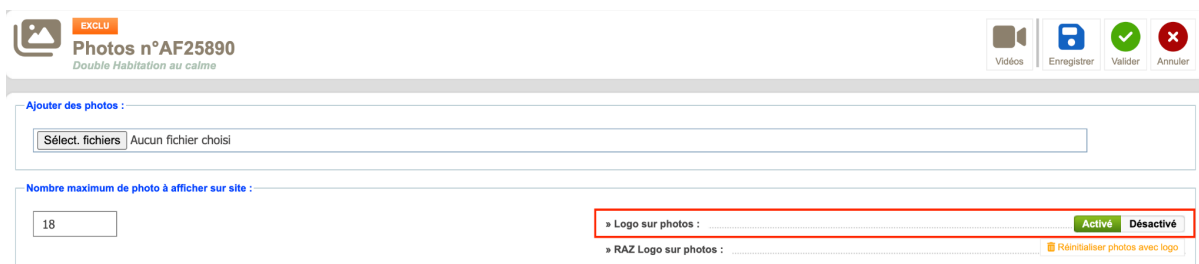 EXCLU
Photos n°AF25890
Double Habitation au calme
Vidéos Enregistrer Valider Annuler
Ajouter des photos :
Sélect. fichiers Aucun fichier choisi
Nombre maximum de photo à afficher sur site :
18
» Logo sur photos : Activé Désactivé
» RAZ Logo sur photos : Réinitialiser photos avec logo